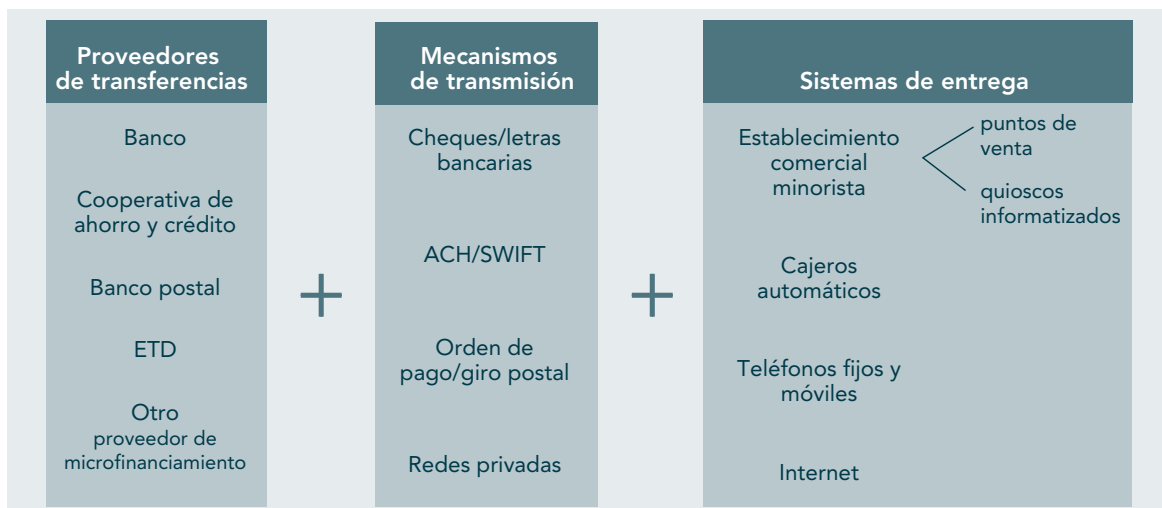 Proveedores
de transferencias
Banco
Cooperativa de
ahorro y crédito
Banco postal
ETD
Otro
proveedor de
microfinanciamiento
+
Mecanismos
de transmisión
Cheques/letras
bancarias
ACH/SWIFT
Orden de
pago/giro postal
Redes privadas
+
Sistemas de entrega
Establecimiento
comercial
minorista
puntos de
venta
quioscos
informatizados
Cajeros
automáticos
Teléfonos fijos y
móviles
Internet